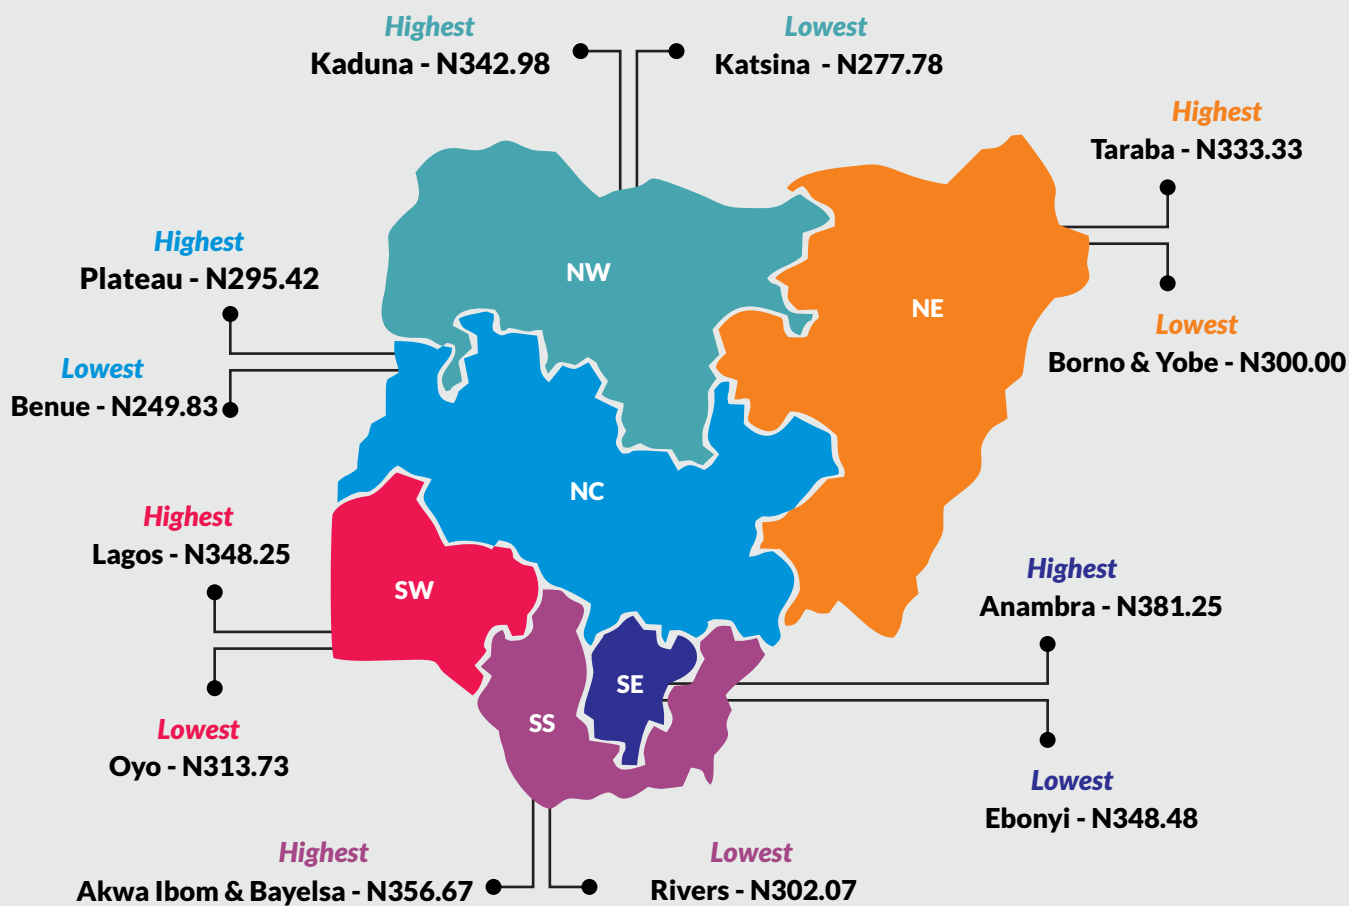 Highest
Kaduna - N342.98
Lowest
Katsina - N277.78
Highest
Taraba - N333.33
Lowest
Borno & Yobe - N300.00
Highest
Plateau - N295.42
Lowest
Benue - N249.83
NW
NE
NC
SW
SE
SS
Highest
Lagos - N348.25
Lowest
Oyo - N313.73
Highest
Anambra - N381.25
Lowest
Ebonyi - N348.48
Highest
Akwa Ibom & Bayelsa - N356.67
Lowest
Rivers - N302.07